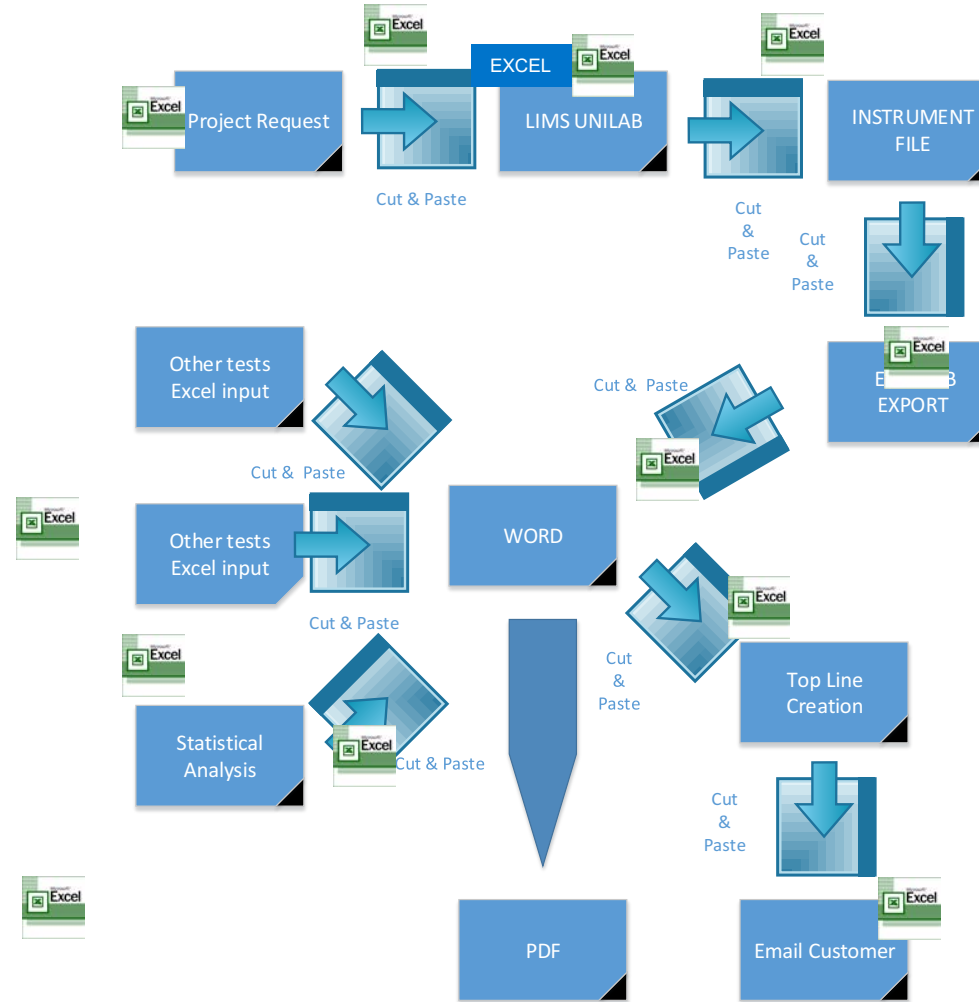 Excel
Excel
EXCEL
Excel
Excel
Project Request
LIMS UNILAB
INSTRUMENT
FILE
Cut & Paste
Cut
&
Paste
Cut
&
Paste
Excel
EXPORT
Other tests
Excel input
Cut & Paste
Cut & Paste
Excel
Excel
Other tests
Excel input
WORD
Cut & Paste
Excel
Cut
&
Paste
Excel
Top Line
Creation
Statistical
Analysis
Excel
Cut & Paste
Cut
&
Paste
Excel
Excel
PDF
Email Customer